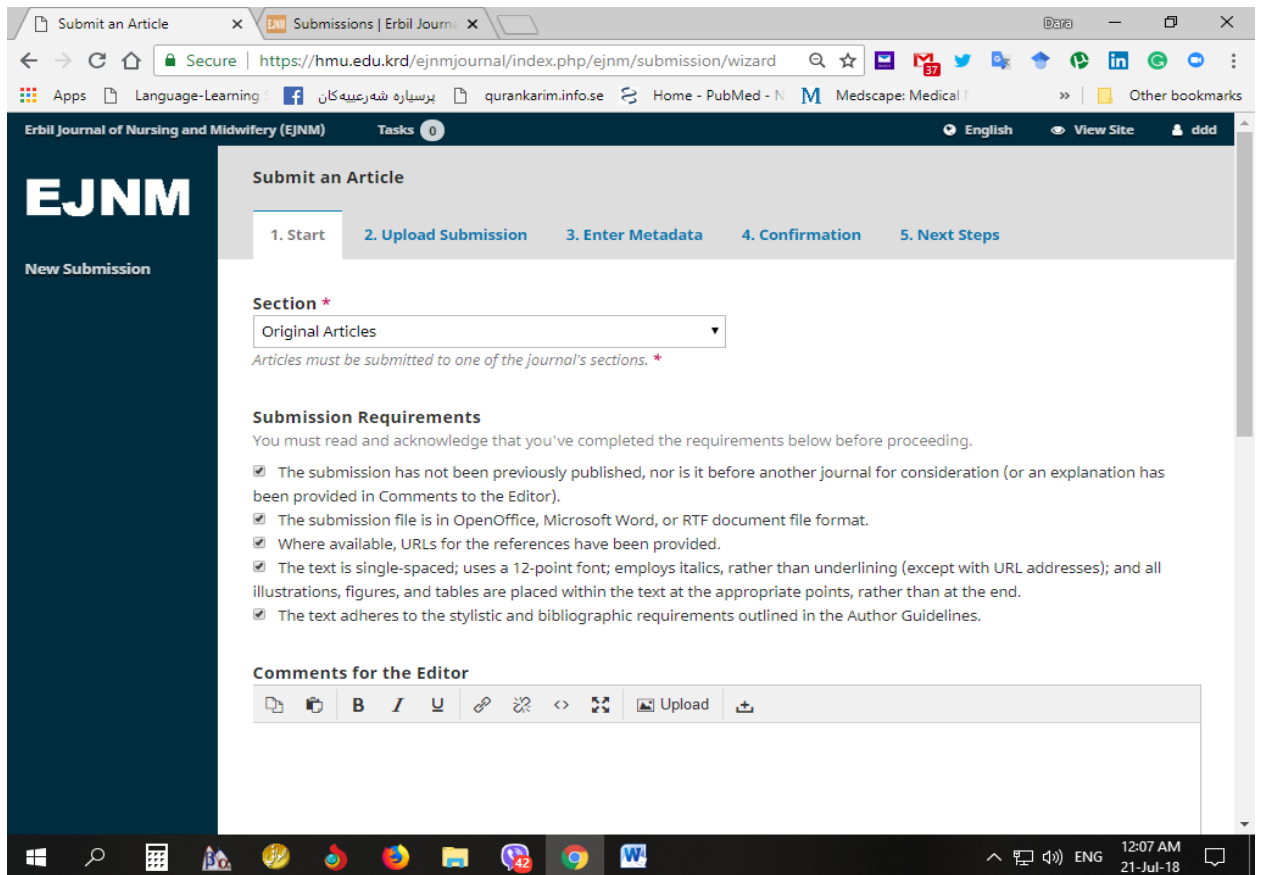 Submit an Article
Submissions | Erbil Journa
Dara
Secure | https://hmu.edu.krd/ejnmjournal/index.php/ejnm/submission/wizard
37
Apps
Language-Learning
پرسیاره شەرعییەکان
qurankarim.info.se
Home - PubMed - N
Medscape: Medical
»
Other bookmarks
Erbil Journal of Nursing and Midwifery (EJNM)
Tasks 0
English
View Site
ddd
EJNM
New Submission
Submit an Article
1. Start
2. Upload Submission
3. Enter Metadata
4. Confirmation
5. Next Steps
Section *
Original Articles
Articles must be submitted to one of the journal's sections. *
Submission Requirements
You must read and acknowledge that you've completed the requirements below before proceeding.
The submission has not been previously published, nor is it before another journal for consideration (or an explanation has
been provided in Comments to the Editor).
The submission file is in OpenOffice, Microsoft Word, or RTF document file format.
Where available, URLs for the references have been provided.
The text is single-spaced; uses a 12-point font; employs italics, rather than underlining (except with URL addresses); and all
illustrations, figures, and tables are placed within the text at the appropriate points, rather than at the end.
The text adheres to the stylistic and bibliographic requirements outlined in the Author Guidelines.
Comments for the Editor
B I U
Upload
42
ENG
12:07 AM
21-Jul-18